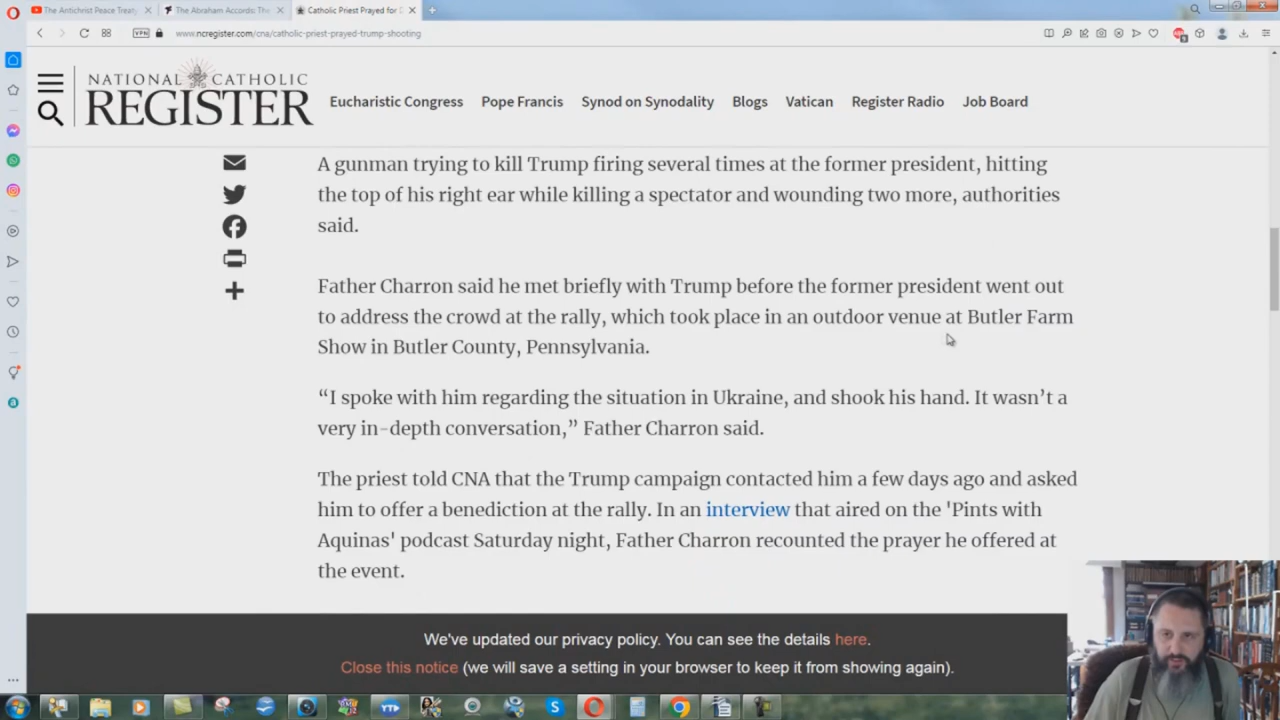 The Antichrist Peace Treaty
The Abraham Accords: The
Catholic Priest Prayed for D
VPN
www.ncregister.com/cna/catholic-priest-prayed-trump-shooting
NATIONAL CATHOLIC
REGISTER
Eucharistic Congress
Pope Francis
Synod on Synodality
Blogs
Vatican
Register Radio
Job Board
A gunman trying to kill Trump firing several times at the former president, hitting
the top of his right ear while killing a spectator and wounding two more, authorities
said.
Father Charron said he met briefly with Trump before the former president went out
to address the crowd at the rally, which took place in an outdoor venue at Butler Farm
Show in Butler County, Pennsylvania.
“I spoke with him regarding the situation in Ukraine, and shook his hand. It wasn’t a
very in-depth conversation,” Father Charron said.
The priest told CNA that the Trump campaign contacted him a few days ago and asked
him to offer a benediction at the rally. In an interview that aired on the 'Pints with
Aquinas' podcast Saturday night, Father Charron recounted the prayer he offered at
the event.
We've updated our privacy policy. You can see the details here.
Close this notice (we will save a setting in your browser to keep it from showing again).
YTD